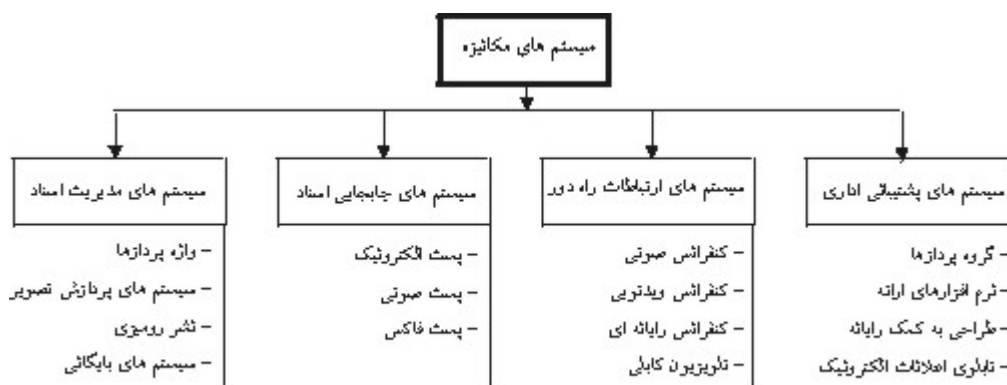 سیستم های مکانیزه
سیستم های پشتیبانی اداری
- گروه پردازها
- نرم افزارهای ارائه
- طراحی به کمک رایانه
- تابلوی اعلانات الکترونیک
سیستم های ارتباطات راه دور
- کنفرانس صوتی
- کنفرانس ویدئویی
- کنفرانس رایانه ای
- تلویزیون کابلی
سیستم های جابجایی اسناد
- پست الکترونیک
- پست صوتی
- پست فاکس
سیستم های مدیریت اسناد
- واژه پردازها
- سیستم های پردازش تصویر
- نشر رومیزی
- سیستم های بایگانی